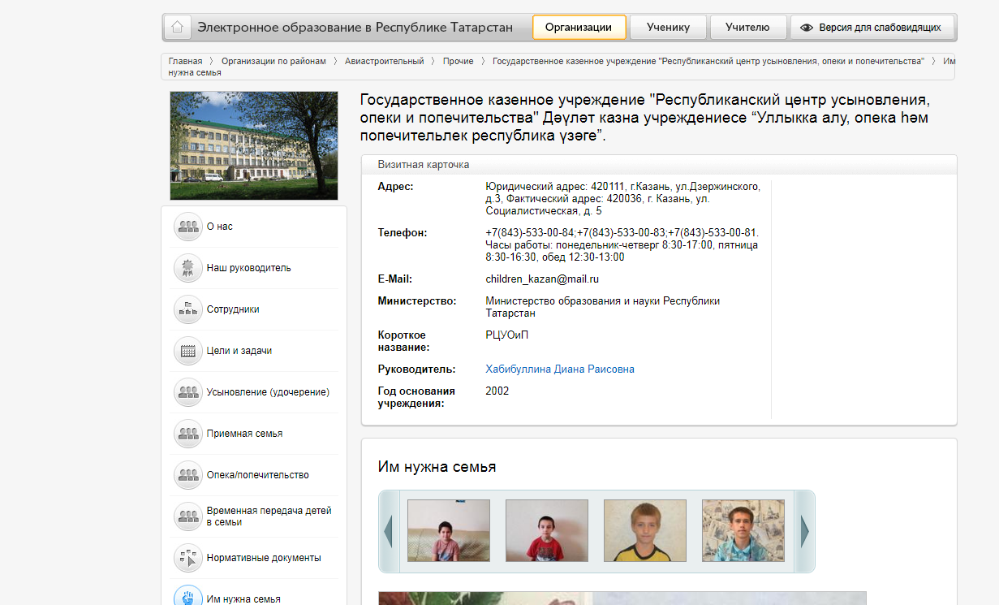 Электронное образование в Республике Татарстан
Организации
Ученику
Учителю
Версия для слабовидящих
Главная 〉 Организации по районам 〉 Авиастроительный 〉 Прочие 〉 Государственное казенное учреждение "Республиканский центр усыновления, опеки и попечительства" 〉 Им
нужна семья
Государственное казенное учреждение "Республиканский центр усыновления,
опеки и попечительства" Дәүләт казна учреждениесе “Уллыкка алу, опека һәм
попечительлек республика үзәге”.
Визитная карточка
Адрес:
Юридический адрес: 420111, г.Казань, ул.Дзержинского,
д.3, Фактический адрес: 420036, г. Казань, ул.
Социалистическая, д. 5
Телефон:
+7(843)-533-00-84;+7(843)-533-00-83;+7(843)-533-00-81.
Часы работы: понедельник-четверг 8:30-17:00, пятница
8:30-16:30, обед 12:30-13:00
E-Mail:
children_kazan@mail.ru
Министерство:
Министерство образования и науки Республики
Татарстан
Короткое
название:
РЦУОиП
Руководитель:
Хабибуллина Диана Раисовна
Год основания
учреждения:
2002
О нас
Наш руководитель
Сотрудники
Цели и задачи
Усыновление (удочерение)
Приемная семья
Опека/попечительство
Временная передача детей
в семьи
Нормативные документы
Им нужна семья
Им нужна семья